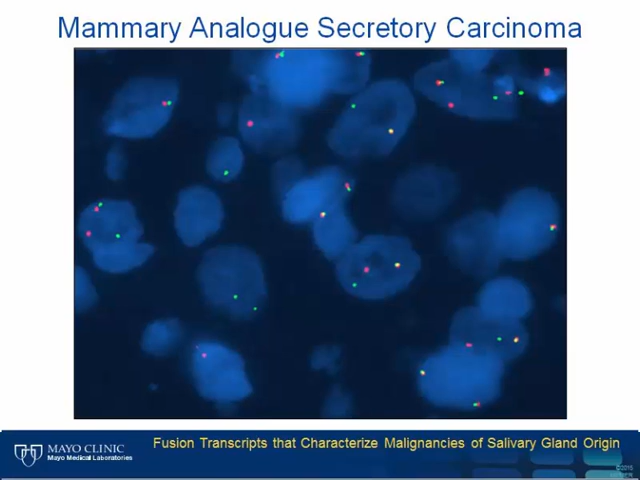 Mammary Analogue Secretory Carcinoma
Fusion Transcripts that Characterize Malignancies of Salivary Gland Origin
MAYO CLINIC
Mayo Medical Laboratories